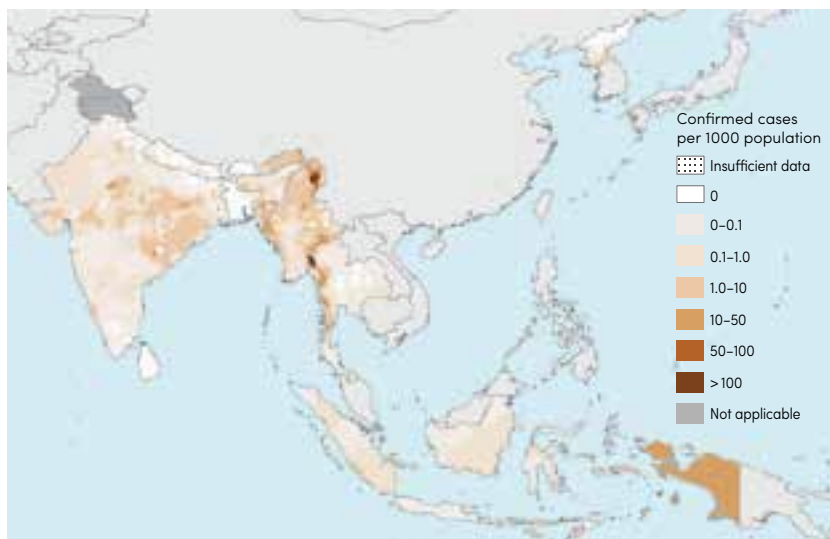 Confirmed cases
per 1000 population
Insufficient data
0
0–0.1
0.1–1.0
1.0–10
10–50
50–100
>100
Not applicable